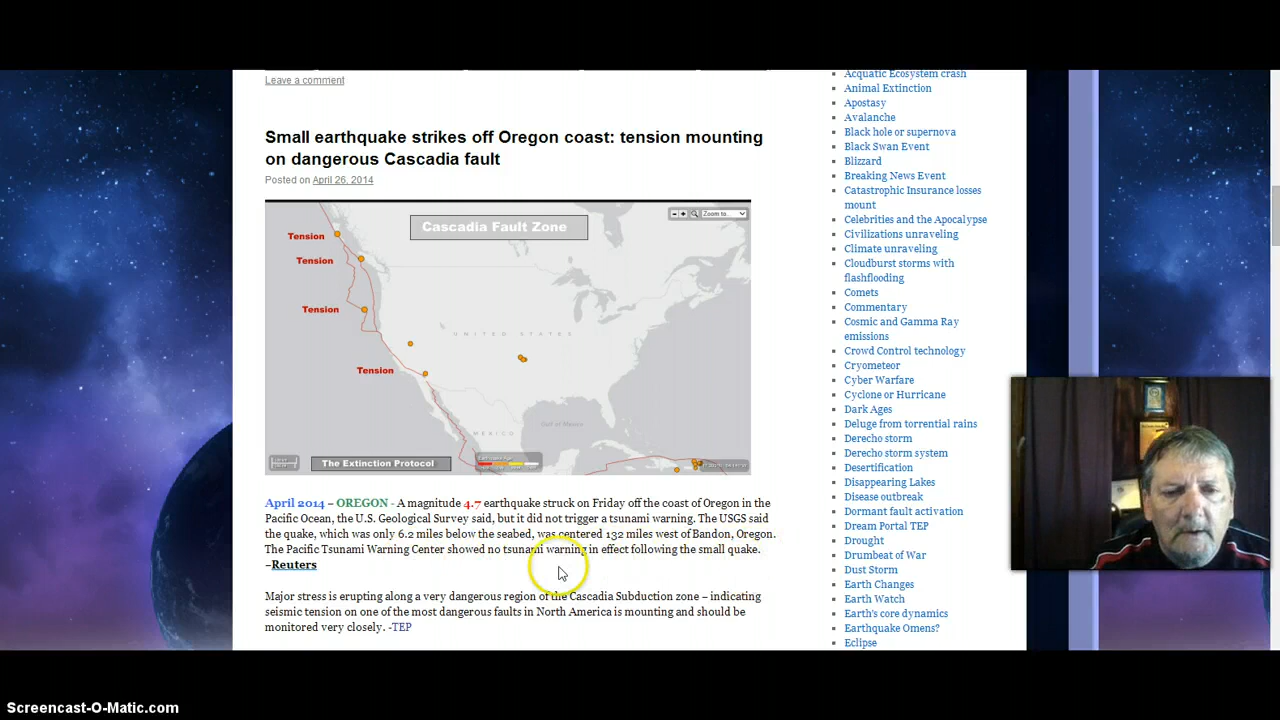 Leave a comment
Small earthquake strikes off Oregon coast: tension mounting
on dangerous Cascadia fault
Posted on April 26, 2014
Cascadia Fault Zone
Zoom to...
Tension
Tension
Tension
UNITED STATES
Tension
MEXICO
Gulf of Mexico
The Extinction Protocol
April 2014 – OREGON - A magnitude 4.7 earthquake struck on Friday off the coast of Oregon in the
Pacific Ocean, the U.S. Geological Survey said, but it did not trigger a tsunami warning. The USGS said
the quake, which was only 6.2 miles below the seabed, was centered 132 miles west of Bandon, Oregon.
The Pacific Tsunami Warning Center showed no tsunami warning in effect following the small quake.
–Reuters
Major stress is erupting along a very dangerous region of the Cascadia Subduction zone – indicating
seismic tension on one of the most dangerous faults in North America is mounting and should be
monitored very closely. -TEP
Acquatic Ecosystem crash
Animal Extinction
Apostasy
Avalanche
Black hole or supernova
Black Swan Event
Blizzard
Breaking News Event
Catastrophic Insurance losses
mount
Celebrities and the Apocalypse
Civilizations unraveling
Climate unraveling
Cloudburst storms with
flashflooding
Comets
Commentary
Cosmic and Gamma Ray
emissions
Crowd Control technology
Cryometeor
Cyber Warfare
Cyclone or Hurricane
Dark Ages
Deluge from torrential rains
Derecho storm
Derecho storm system
Desertification
Disappearing Lakes
Disease outbreak
Dormant fault activation
Dream Portal TEP
Drought
Drumbeat of War
Dust Storm
Earth Changes
Earth Watch
Earth's core dynamics
Earthquake Omens?
Eclipse
Screencast-O-Matic.com